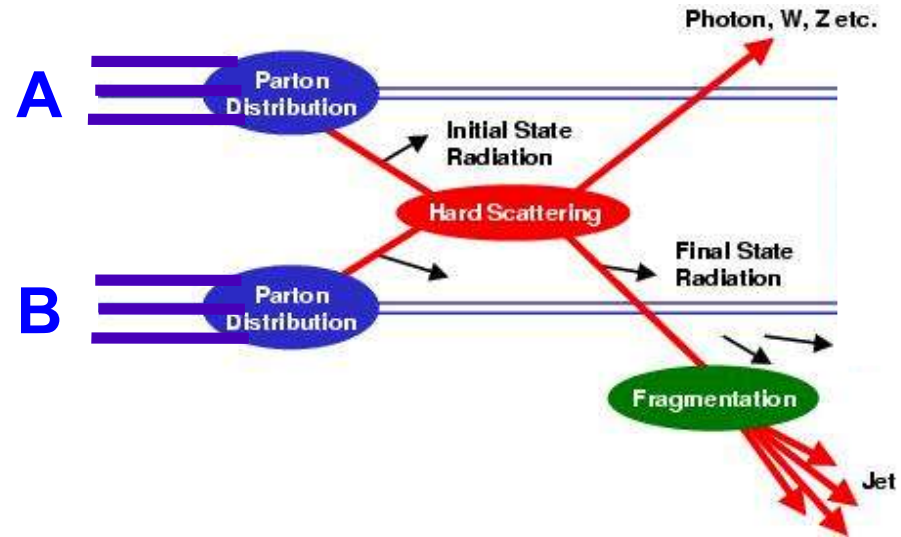 Photon, W, Z etc.
A
Parton
Distribution
Initial State
Radiation
Hard Scattering
Final State
Radiation
B
Parton
Distribution
Fragmentation
Jet